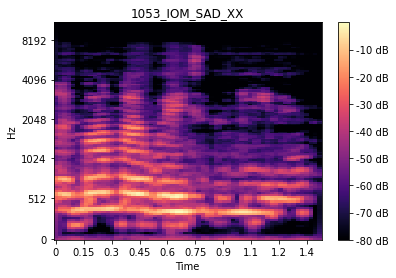 1053_IOM_SAD_XX
8192
4096
2048
1024
512
0
Hz
0 0.15 0.3 0.45 0.6 0.75 0.9 1.1 1.2 1.4
Time
-10 dB
-20 dB
-30 dB
-40 dB
-50 dB
-60 dB
-70 dB
-80 dB